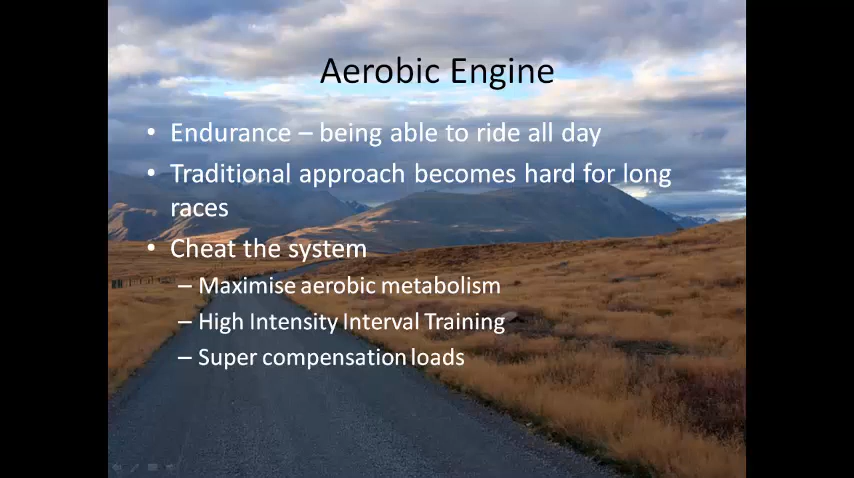 Aerobic Engine
• Endurance – being able to ride all day
• Traditional approach becomes hard for long
races
• Cheat the system
– Maximise aerobic metabolism
– High Intensity Interval Training
– Super compensation loads